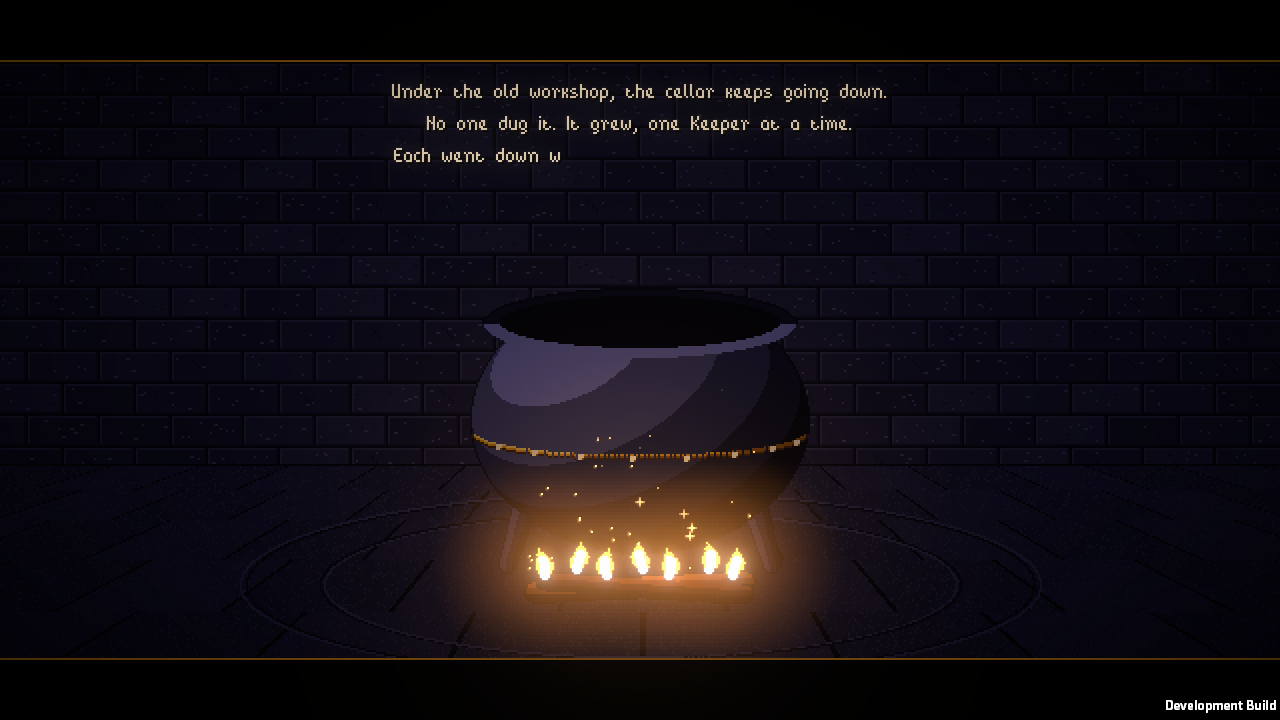 Under the old workshop, the cellar keeps going down.
No one dug it. It grew, one Keeper at a time.
Each went down w
Development Build